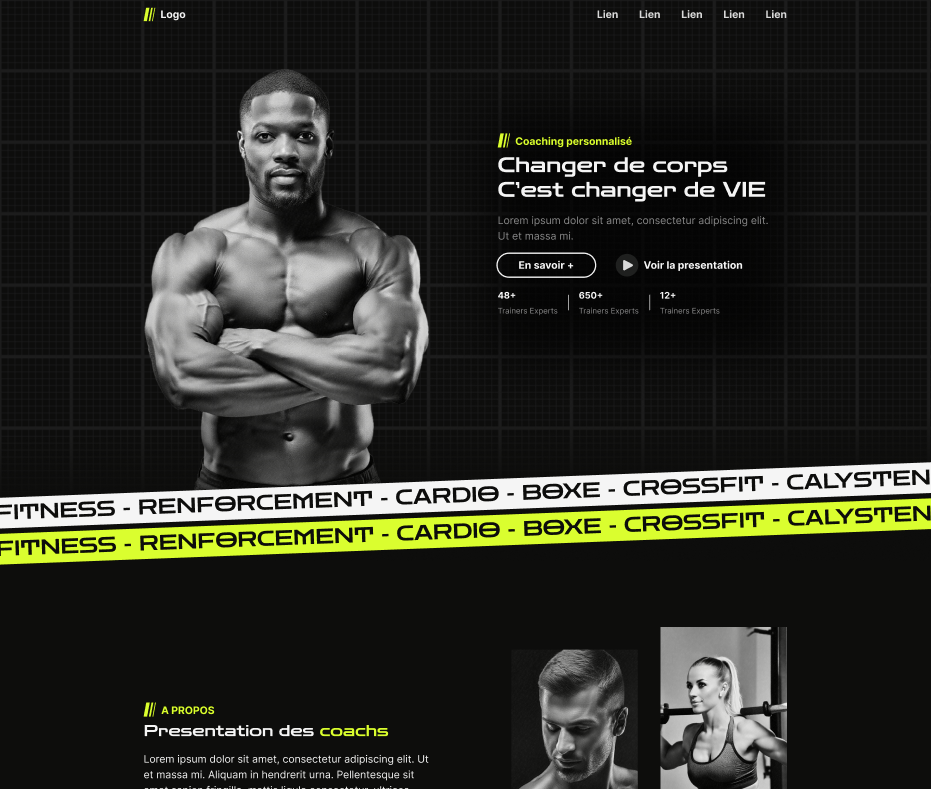 Logo
Lien Lien Lien Lien Lien
Coaching personnalisé
Changer de corps
C'est changer de VIE
Lorem ipsum dolor sit amet, consectetur adipiscing elit.
Ut et massa mi.
En savoir +
Voir la presentation
48+ 650+ 12+
Trainers Experts Trainers Experts Trainers Experts
FITNESS - RENFORCEMENT - CARDIO - BOXE - CROSSFIT - CALYSTEN
FITNESS - RENFORCEMENT - CARDIO - BOXE - CROSSFIT - CALYSTEN
A PROPOS
Presentation des coachs
Lorem ipsum dolor sit amet, consectetur adipiscing elit. Ut
et massa mi. Aliquam in hendrerit urna. Pellentesque sit